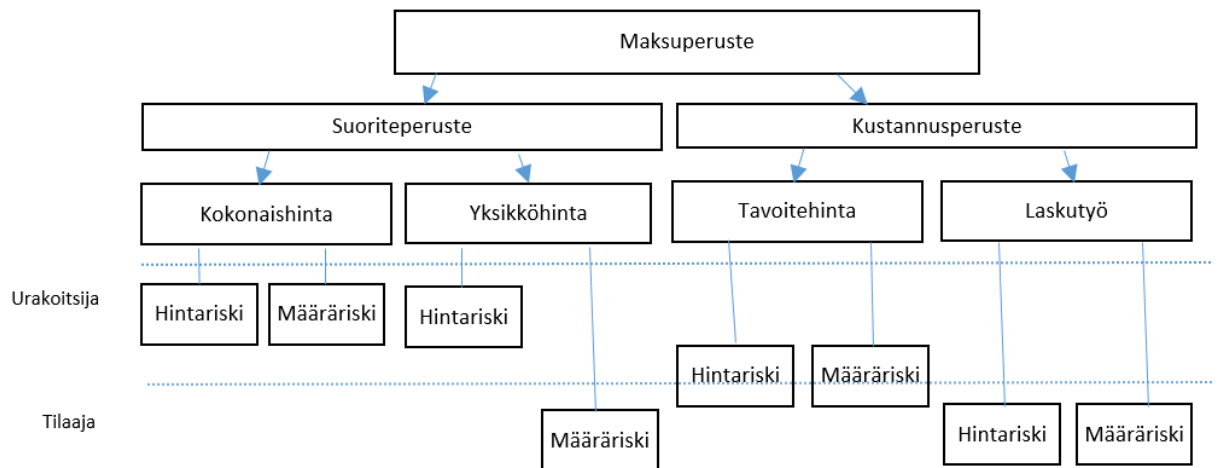 Maksuperuste
Suoriteperuste
Kustannusperuste
Kokonaishinta
Yksikköhinta
Tavoitehinta
Laskutyö
Urakoitsija
Hintariski
Määräriski
Hintariski
Hintariski
Määräriski
Tilaaja
Määräriski
Hintariski
Määräriski